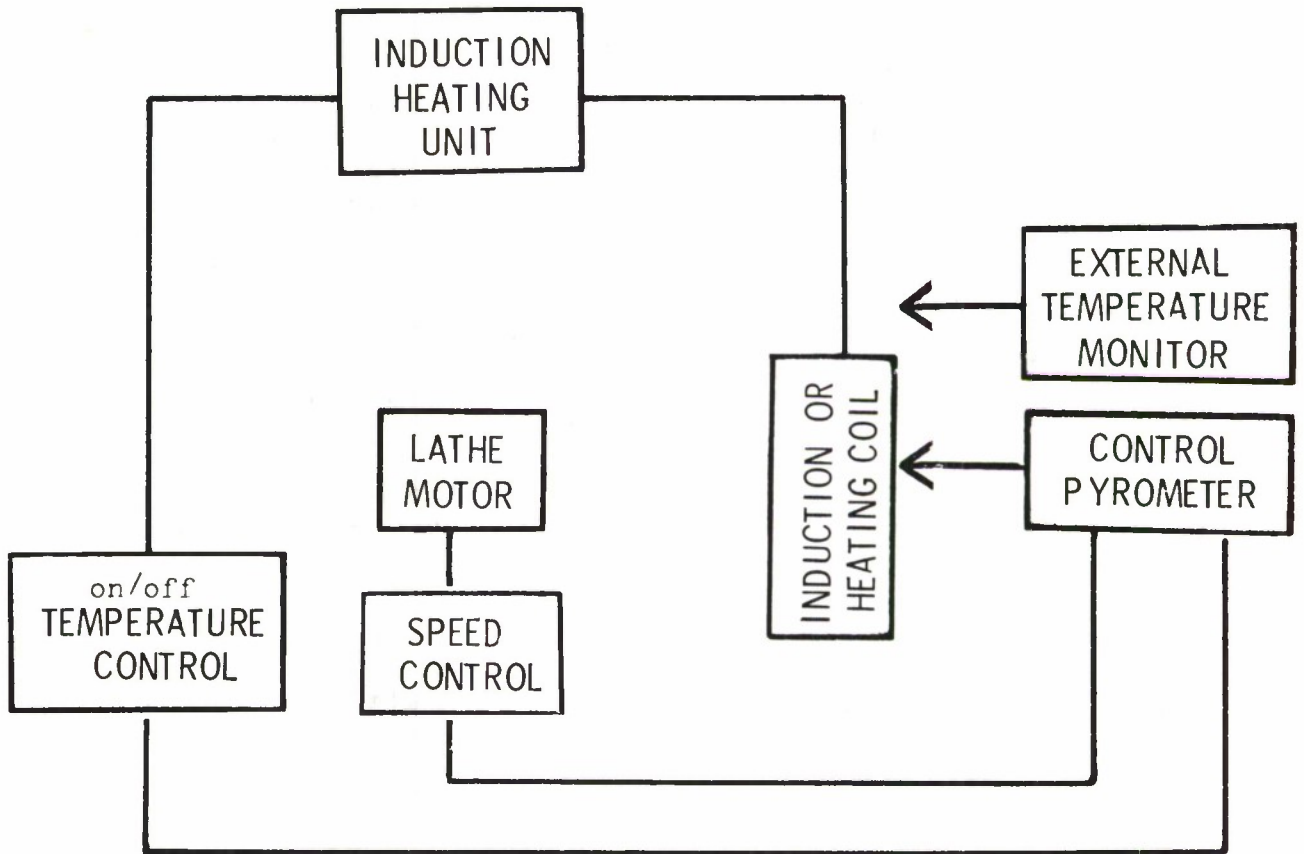 INDUCTION
HEATING
UNIT
EXTERNAL
TEMPERATURE
MONITOR
INDUCTION OR
HEATING COIL
LATHE
MOTOR
CONTROL
PYROMETER
on/off
TEMPERATURE
CONTROL
SPEED
CONTROL